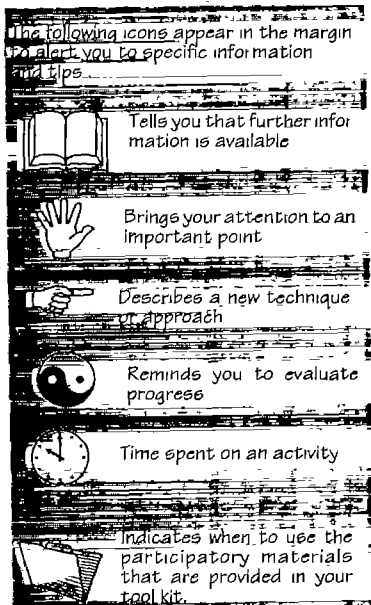 The following icons appear in the margin
to alert you to specific infor mation
and tips
Tells you that further infor
mation is available
Brings your attention to an
important point
Describes a new technique
or approach
Reminds you to evaluate
progress
Time spent on an activity
Indicates when to use the
participatory materials
that are provided in your
tool kit.